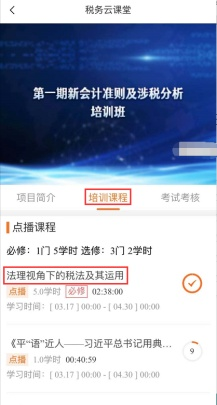 税务云课堂
第一期新会计准则及涉税分析
培训班
项目简介 培训课程 考试考核
点播课程
必修：1门 5学时 选修：3门 2学时
法理视角下的税法及其运用
点播 5.0学时 必修 02:38:00
学习时间：[ 03.17 ] 00:00 - [ 04.30 ] 00:00
《平“语”近人——习近平总书记用典...
点播 1.0学时 00:40:59
9
学习时间：[ 03.17 ] 00:00 - [ 04.30 ] 00:00